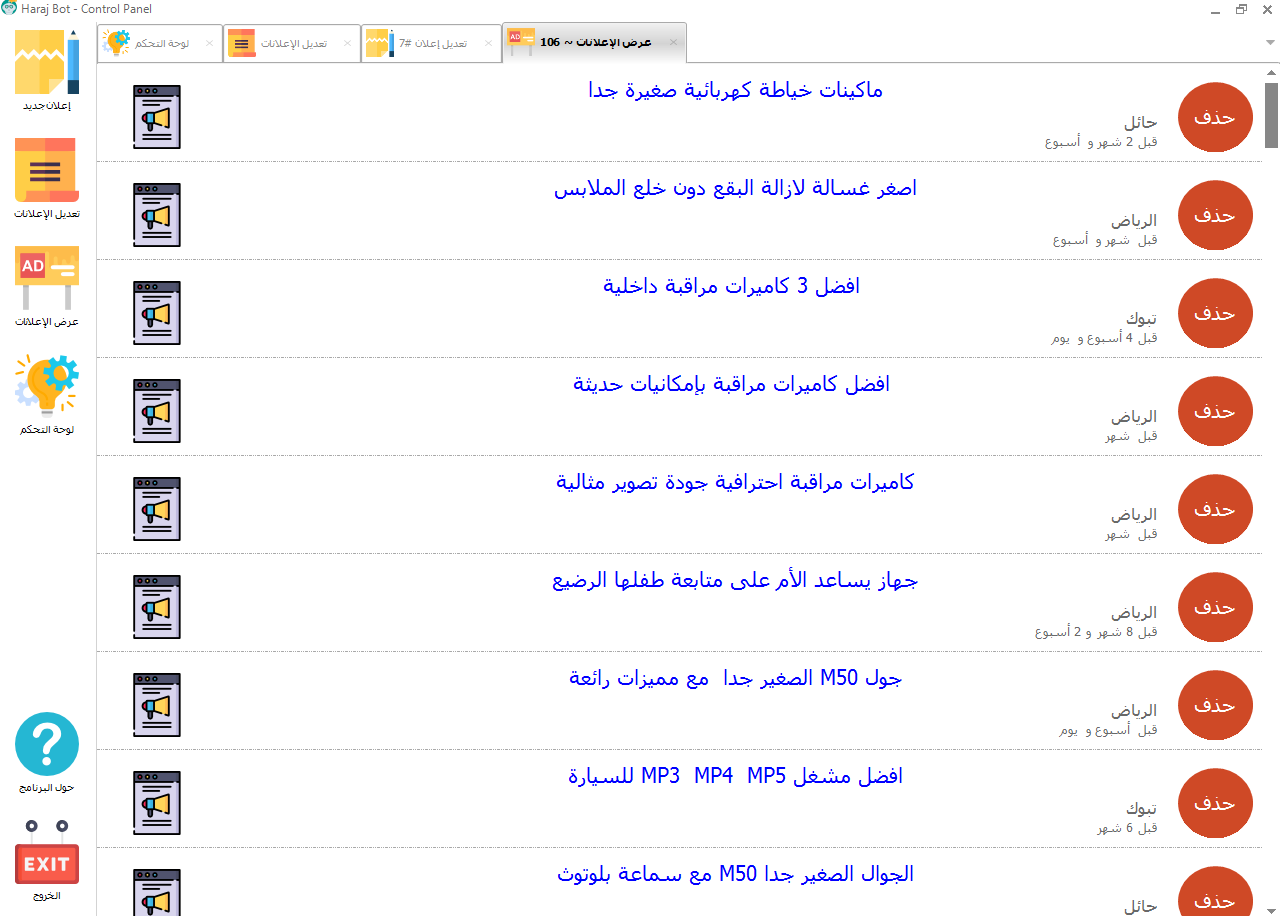 Haraj Bot - Control Panel
لوحة التحكم
تعديل الإعلانات
تعديل إعلان #7
عرض الإعلانات ~ 106
إعلان جديد
تعديل الإعلانات
AD
عرض الإعلانات
لوحة التحكم
حول البرنامج
EXIT
الخروج
ماكينات خياطة كهربائية صغيرة جدا
حائل
قبل 2 شهر و أسبوع
حذف
اصغر غسالة لازالة البقع دون خلع الملابس
الرياض
قبل شهر و أسبوع
حذف
افضل 3 كاميرات مراقبة داخلية
تبوك
قبل 4 أسبوع و يوم
حذف
افضل كاميرات مراقبة بإمكانيات حديثة
الرياض
قبل شهر
حذف
كاميرات مراقبة احترافية جودة تصوير مثالية
الرياض
قبل شهر
حذف
جهاز يساعد الأم على متابعة طفلها الرضيع
الرياض
قبل 8 شهر و 2 أسبوع
حذف
جول M50 الصغير جدا مع مميزات رائعة
الرياض
قبل أسبوع و يوم
حذف
افضل مشغل MP3 MP4 MP5 للسيارة
تبوك
قبل 6 شهر
حذف
الجوال الصغير جدا M50 مع سماعة بلوتوث
حائل
حذف